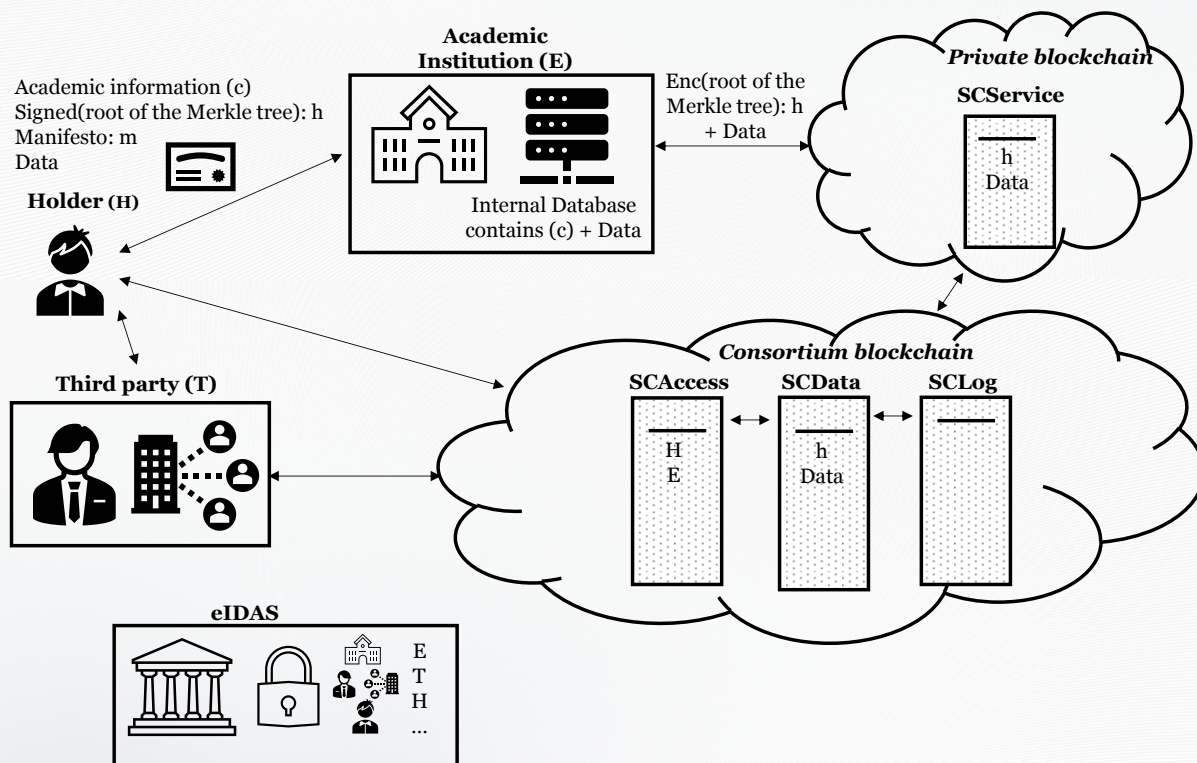 Academic
Institution (E)
Academic information (c)
Signed(root of the Merkle tree): h
Manifesto: m
Data
Holder (H)
Internal Database
contains (c) + Data
Enc(root of the
Merkle tree): h
+ Data
Private blockchain
SCService
h
Data
Third party (T)
Consortium blockchain
SCAccess
SCData
SCLog
H
E
h
Data
eIDAS
E
T
H
...